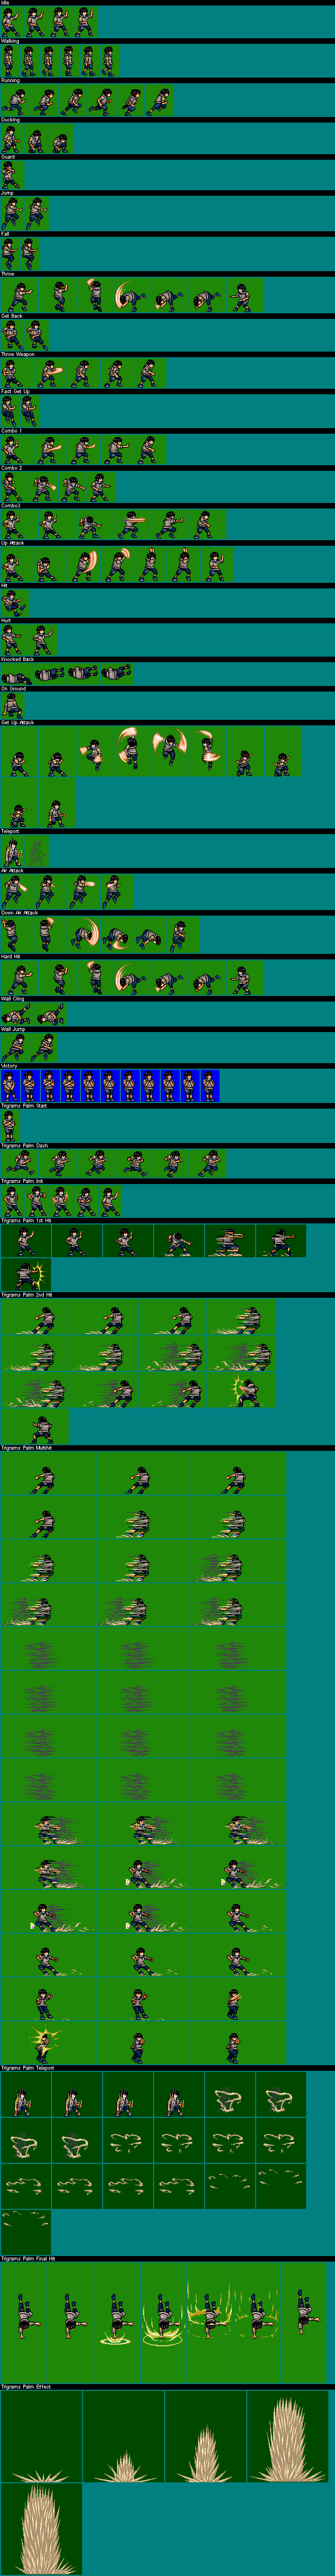 Idle
Walking
Running
Ducking
Guard
Jump
Fall
Throw
Get Back
Throw Weapon
Fast Get Up
Combo 1
Combo 2
Combo3
Up Attack
Hit
Hurt
Knocked Back
On Ground
Get Up Attack
Teleport
Air Attack
Down Air Attack
Hard Hit
Wall Cling
Wall Jump
Victory
Trigrams Palm Start
Trigrams Palm Dash
Trigrams Palm Init
Trigrams Palm 1st Hit
Trigrams Palm 2nd Hit
Trigrams Palm Multihit
Trigrams Palm Teleport
Trigrams Palm Final Hit
Trigrams Palm Effect